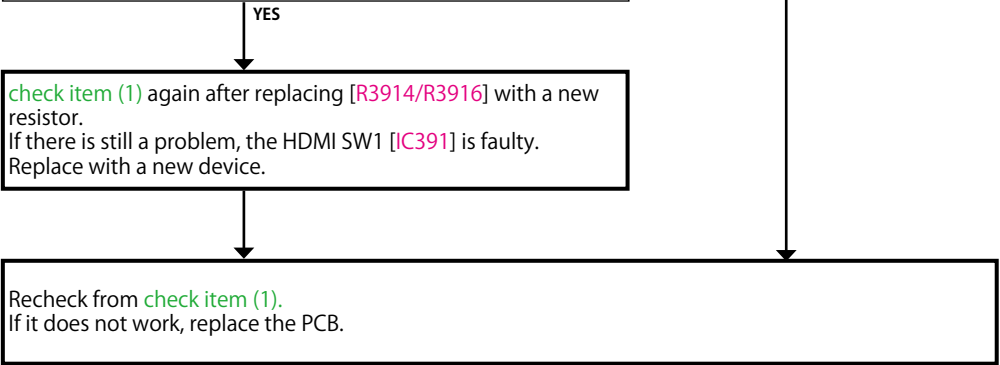 YES
check item (1) again after replacing [R3914/R3916] with a new
resistor.
If there is still a problem, the HDMI SW1 [IC391] is faulty.
Replace with a new device.
Recheck from check item (1).
If it does not work, replace the PCB.